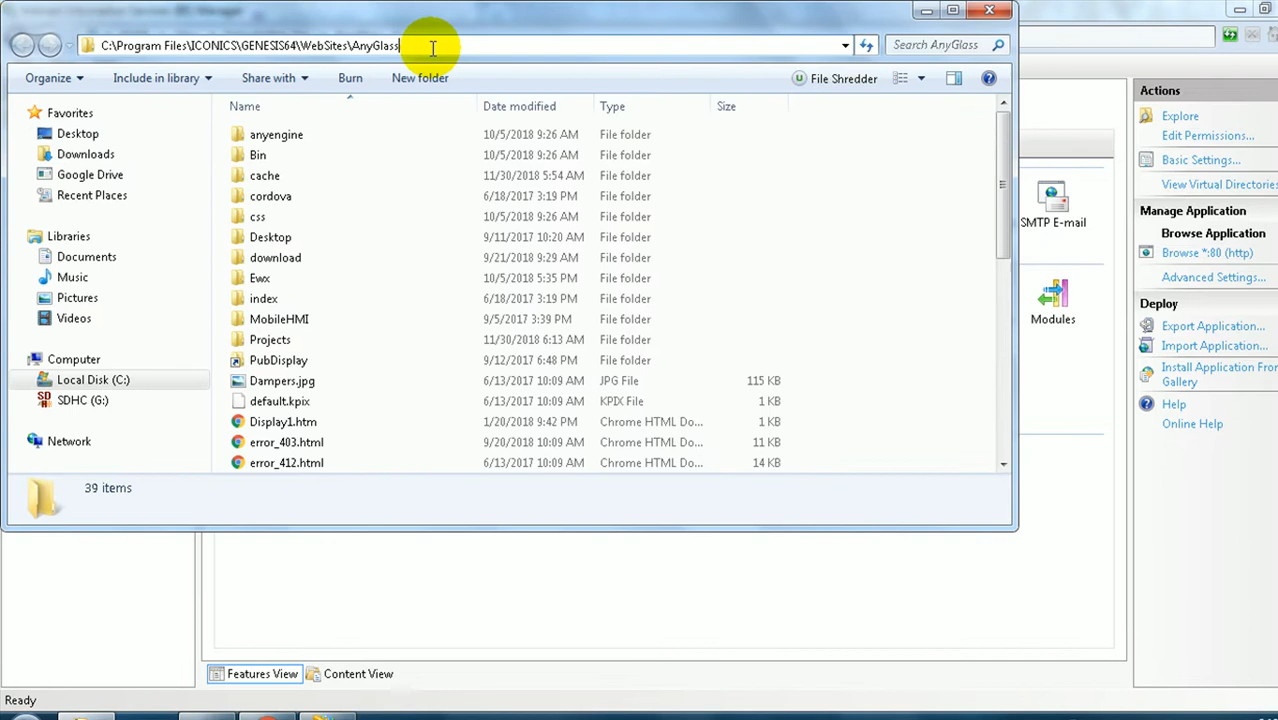 C:\Program Files\ICONICS\GENESIS64\WebSites\AnyGlass
Search AnyGlass
Organize
Include in library
Share with
Burn
New folder
File Shredder
Favorites
Desktop
Downloads
Google Drive
Recent Places
Libraries
Documents
Music
Pictures
Videos
Computer
Local Disk (C:)
SDHC (G:)
Network
Name Date modified Type Size
anyengine 10/5/2018 9:26 AM File folder
Bin 10/5/2018 9:26 AM File folder
cache 11/30/2018 5:54 AM File folder
cordova 6/18/2017 3:19 PM File folder
css 10/5/2018 9:26 AM File folder
Desktop 9/11/2017 10:20 AM File folder
download 9/21/2018 9:29 AM File folder
Ewx 10/5/2018 5:35 PM File folder
index 6/18/2017 3:19 PM File folder
MobileHMI 9/5/2017 3:39 PM File folder
Projects 11/30/2018 6:13 AM File folder
PubDisplay 9/12/2017 6:48 PM File folder
Dampers.jpg 6/13/2017 10:09 AM JPG File 115 KB
default.kpix 6/13/2017 10:09 AM KPIX File 1 KB
Display1.htm 1/20/2018 9:42 PM Chrome HTML Do... 1 KB
error_403.html 9/20/2018 10:09 AM Chrome HTML Do... 11 KB
error_412.html 6/13/2017 10:09 AM Chrome HTML Do... 14 KB
39 items
SMTP E-mail
Modules
Actions
Explore
Edit Permissions...
Basic Settings...
View Virtual Directories
Manage Application
Browse Application
Browse *:80 (http)
Advanced Settings...
Deploy
Export Application...
Import Application...
Install Application From
Gallery
Help
Online Help
Features View
Content View
Ready